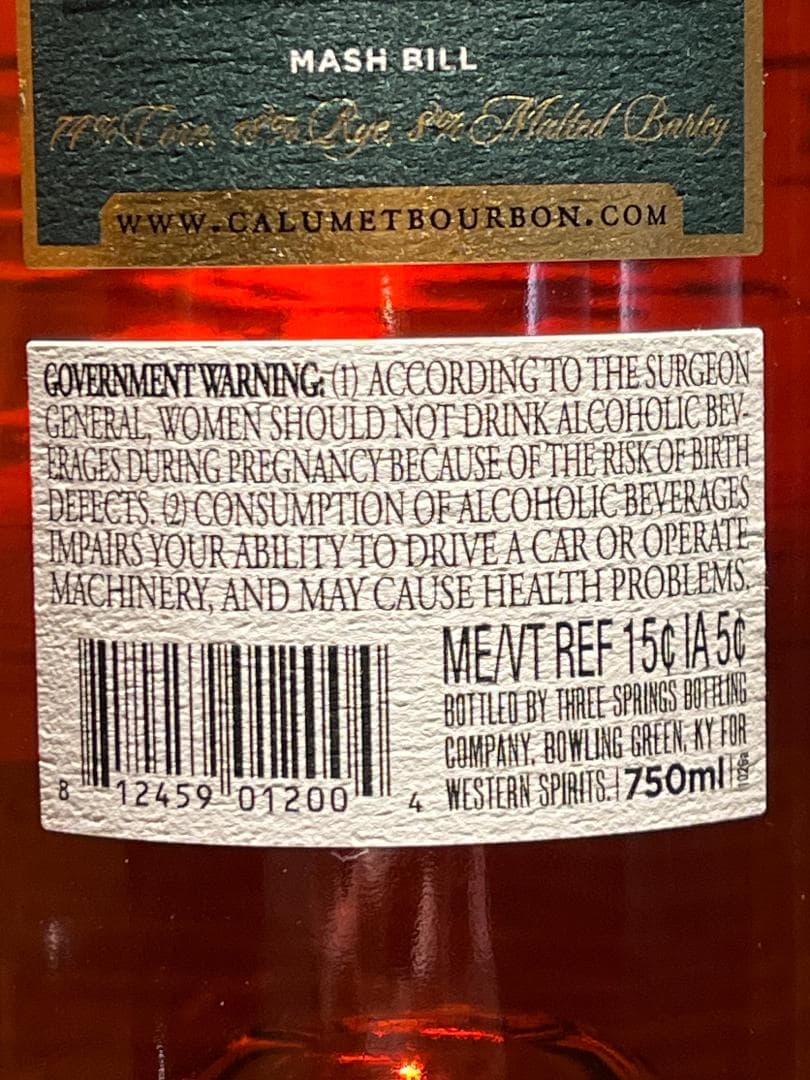 MASH BILL
74% Corn, 18% Rye, 8% Malted Barley
WWW.CALUMETBOURBON.COM
GOVERNMENT WARNING: (1) ACCORDING TO THE SURGEON
GENERAL, WOMEN SHOULD NOT DRINK ALCOHOLIC BEV-
ERAGES DURING PREGNANCY BECAUSE OF THE RISK OF BIRTH
DEFECTS. (2) CONSUMPTION OF ALCOHOLIC BEVERAGES
IMPAIRS YOUR ABILITY TO DRIVE A CAR OR OPERATE
MACHINERY, AND MAY CAUSE HEALTH PROBLEMS.
ME/VT REF 15¢ IA 5¢
BOTTLED BY THREE SPRINGS BOTTLING
COMPANY, BOWLING GREEN, KY FOR
WESTERN SPIRITS. | 750ml
8 12459 01200 4